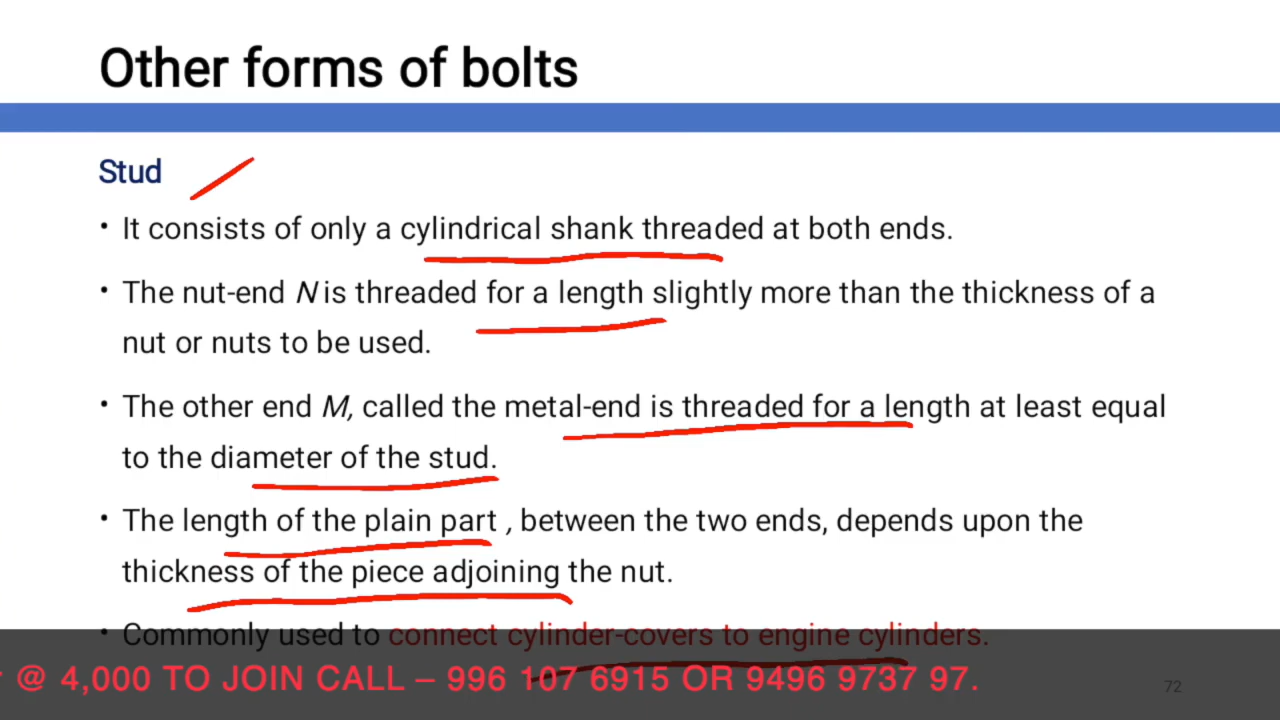 Other forms of bolts
Stud
• It consists of only a cylindrical shank threaded at both ends.
• The nut-end N is threaded for a length slightly more than the thickness of a
nut or nuts to be used.
• The other end M, called the metal-end is threaded for a length at least equal
to the diameter of the stud.
• The length of the plain part , between the two ends, depends upon the
thickness of the piece adjoining the nut.
• Commonly used to connect cylinder-covers to engine cylinders.
@ 4,000 TO JOIN CALL – 996 107 6915 OR 9496 9737 97.
72